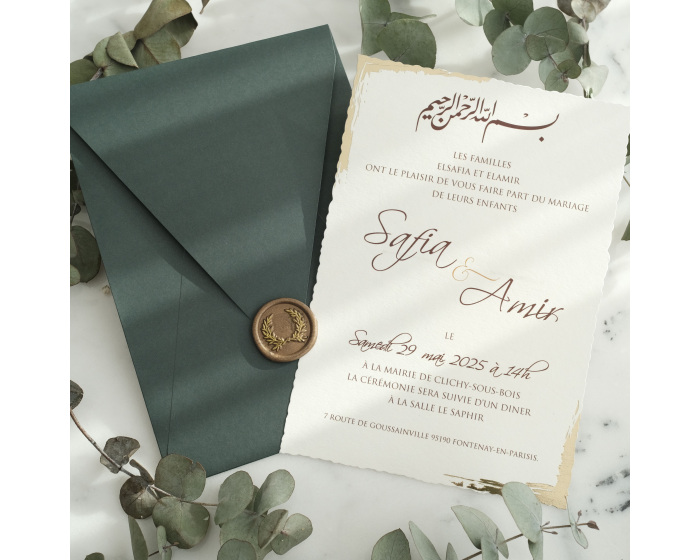 بسم الله الرحمن الرحيم
LES FAMILLES
ELSAFIA ET ELAMIR
ONT LE PLAISIR DE VOUS FAIRE PART DU MARIAGE
DE LEURS ENFANTS
Safia
&
Amir
LE
Samedi 29 mai 2025 à 14h
À LA MAIRIE DE CLICHY-SOUS-BOIS
LA CÉRÉMONIE SERA SUIVIE D'UN DINER
À LA SALLE LE SAPHIR
7 ROUTE DE GOUSSAINVILLE 95190 FONTENAY-EN-PARISIS.